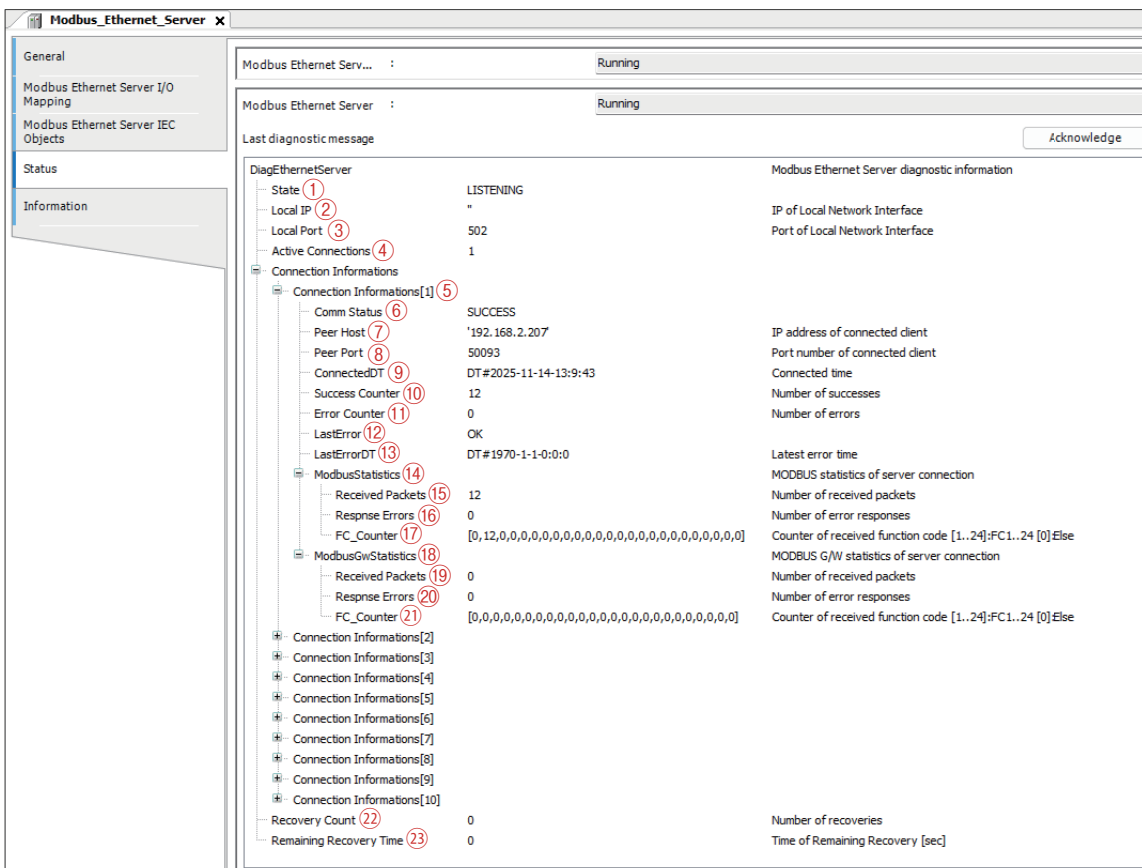 Modbus_Ethernet_Server X
General
Modbus Ethernet Server I/O
Mapping
Modbus Ethernet Server IEC
Objects
Status
Information
Modbus Ethernet Serv... : Running
Modbus Ethernet Server : Running
Last diagnostic message Acknowledge
DiagEthernetServer Modbus Ethernet Server diagnostic information
State ① LISTENING
Local IP ② '' IP of Local Network Interface
Local Port ③ 502 Port of Local Network Interface
Active Connections ④ 1
Connection Informations
Connection Informations[1] ⑤
Comm Status ⑥ SUCCESS
Peer Host ⑦ '192.168.2.207' IP address of connected client
Peer Port ⑧ 50093 Port number of connected client
ConnectedDT ⑨ DT#2025-11-14-13:9:43 Connected time
Success Counter ⑩ 12 Number of successes
Error Counter ⑪ 0 Number of errors
LastError ⑫ OK
LastErrorDT ⑬ DT#1970-1-1-0:0:0 Latest error time
ModbusStatistics ⑭ MODBUS statistics of server connection
Received Packets ⑮ 12 Number of received packets
Respnse Errors ⑯ 0 Number of error responses
FC_Counter ⑰ [0,12,0,0,0,0,0,0,0,0,0,0,0,0,0,0,0,0,0,0,0,0,0,0,0] Counter of received function code [1..24]:FC1..24 [0]:Else
ModbusGwStatistics ⑱ MODBUS G/W statistics of server connection
Received Packets ⑲ 0 Number of received packets
Respnse Errors ⑳ 0 Number of error responses
FC_Counter ㉑ [0,0,0,0,0,0,0,0,0,0,0,0,0,0,0,0,0,0,0,0,0,0,0,0,0] Counter of received function code [1..24]:FC1..24 [0]:Else
Connection Informations[2]
Connection Informations[3]
Connection Informations[4]
Connection Informations[5]
Connection Informations[6]
Connection Informations[7]
Connection Informations[8]
Connection Informations[9]
Connection Informations[10]
Recovery Count ㉒ 0 Number of recoveries
Remaining Recovery Time ㉓ 0 Time of Remaining Recovery [sec]